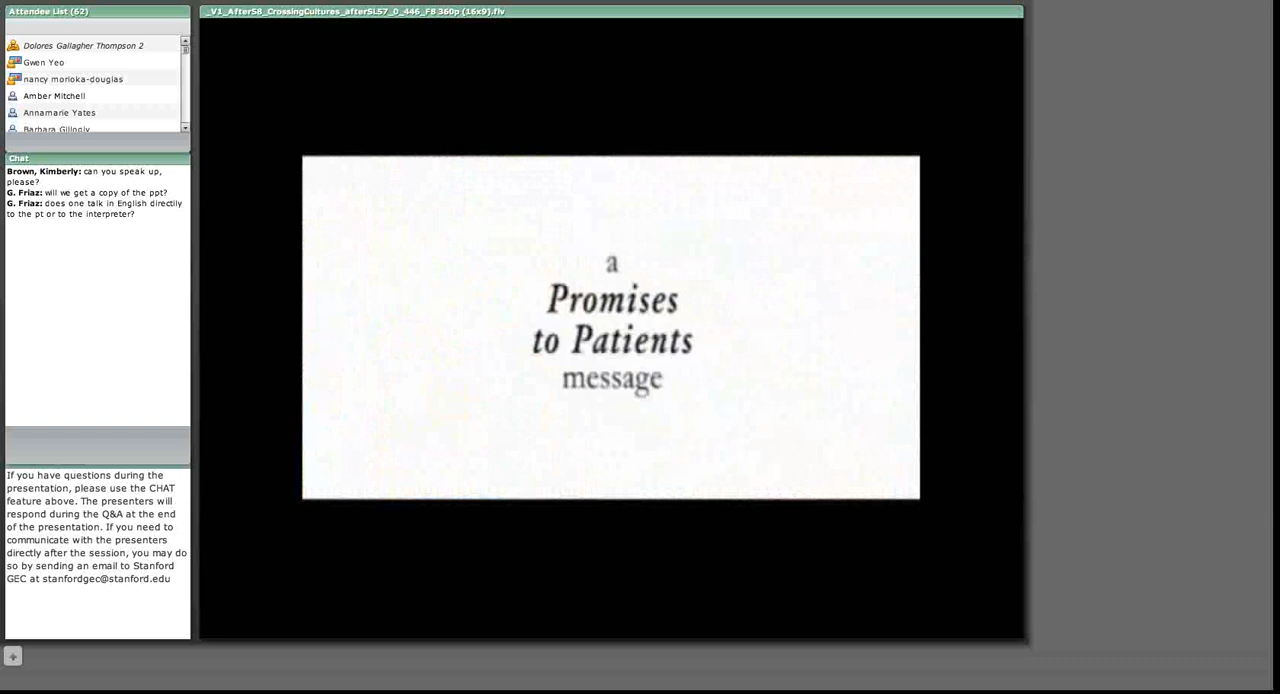 Attendee List (62)
Dolores Gallagher Thompson 2
Gwen Yeo
nancy morioka-douglas
Amber Mitchell
Annamarie Yates
Barbara Gillogly
Chat
Brown, Kimberly: can you speak up,
please?
G. Friaz: will we get a copy of the ppt?
G. Friaz: does one talk in English directlly
to the pt or to the interpreter?
If you have questions during the
presentation, please use the CHAT
feature above. The presenters will
respond during the Q&A at the end
of the presentation. If you need to
communicate with the presenters
directly after the session, you may do
so by sending an email to Stanford
GEC at stanfordgec@stanford.edu
_V1_AfterS8_CrossingCultures_afterSL57_0_446_F8 360p (16x9).flv
a
Promises
to Patients
message